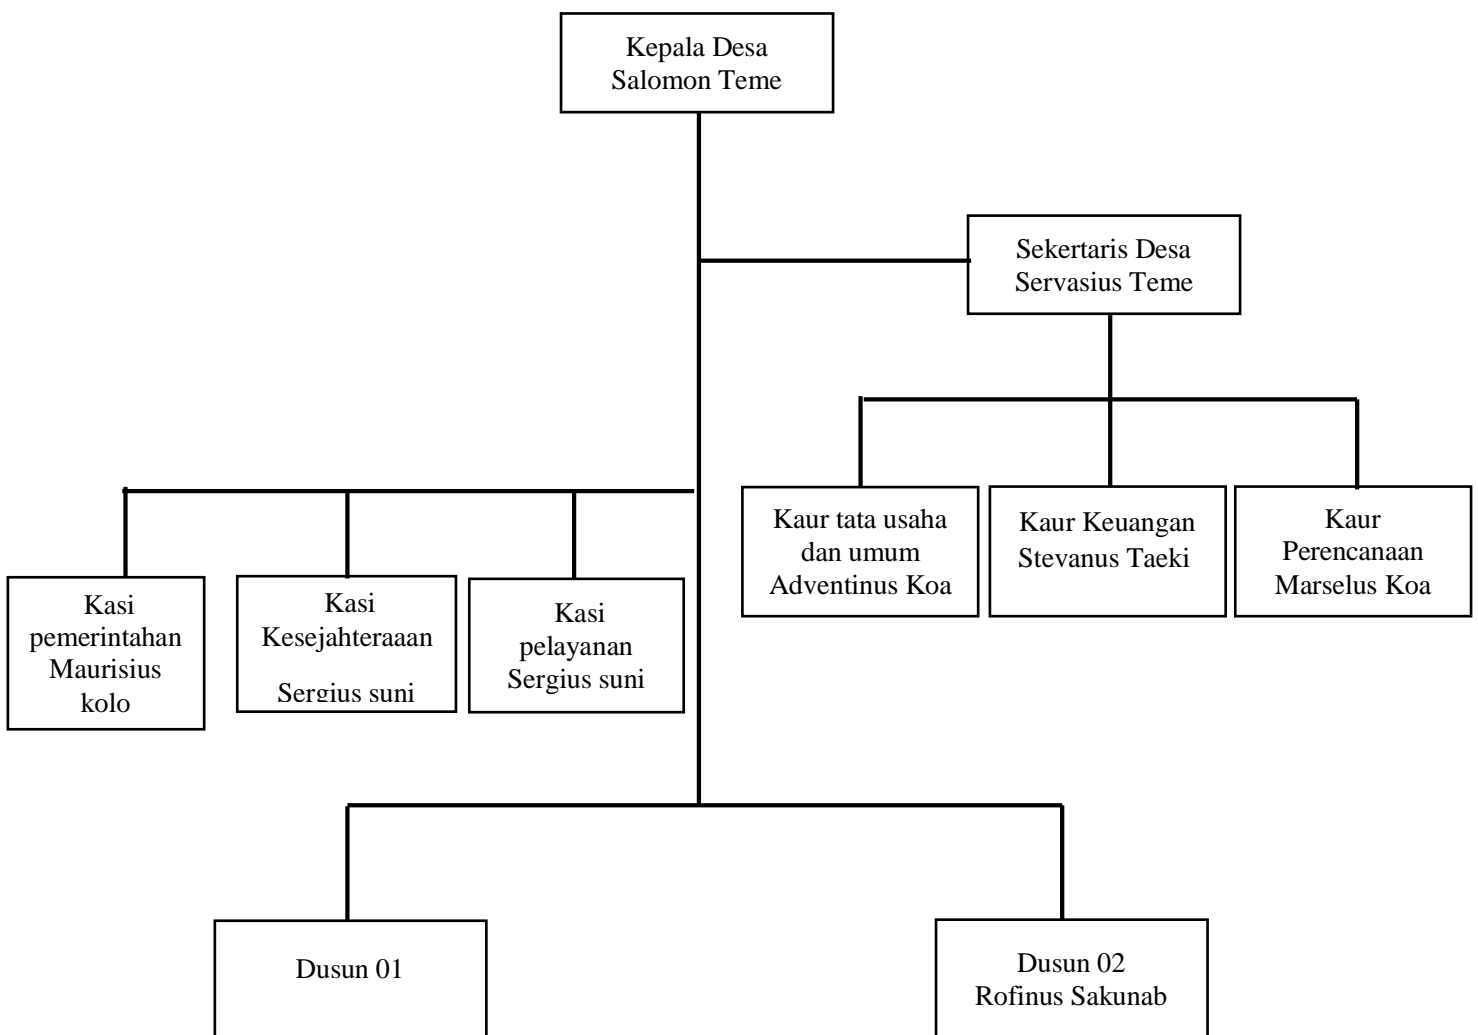 Kepala Desa
Salomon Teme
Sekertaris Desa
Servasius Teme
Kaur tata usaha
dan umum
Adventinus Koa
Kaur Keuangan
Stevanus Taeki
Kaur
Perencanaan
Marselus Koa
Kasi
pemerintahan
Maurisius
kolo
Kasi
Kesejahteraaan
Sergius suni
Kasi
pelayanan
Sergius suni
Dusun 01
Dusun 02
Rofinus Sakunab